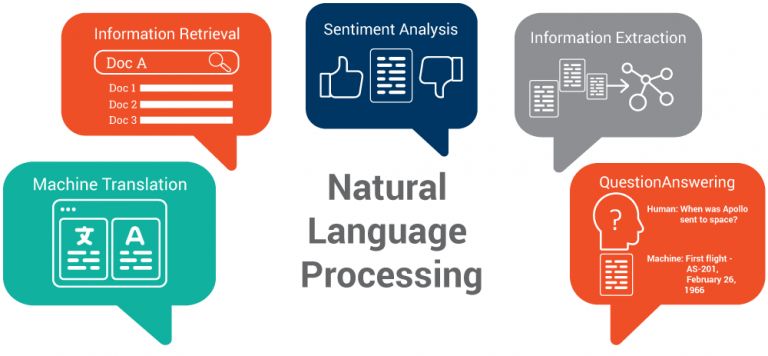 Information Retrieval
Doc A
Doc 1
Doc 2
Doc 3
Sentiment Analysis
Information Extraction
Machine Translation
文
A
Natural
Language
Processing
QuestionAnswering
?
Human: When was Apollo
sent to space?
Machine: First flight -
AS-201,
February 26,
1966